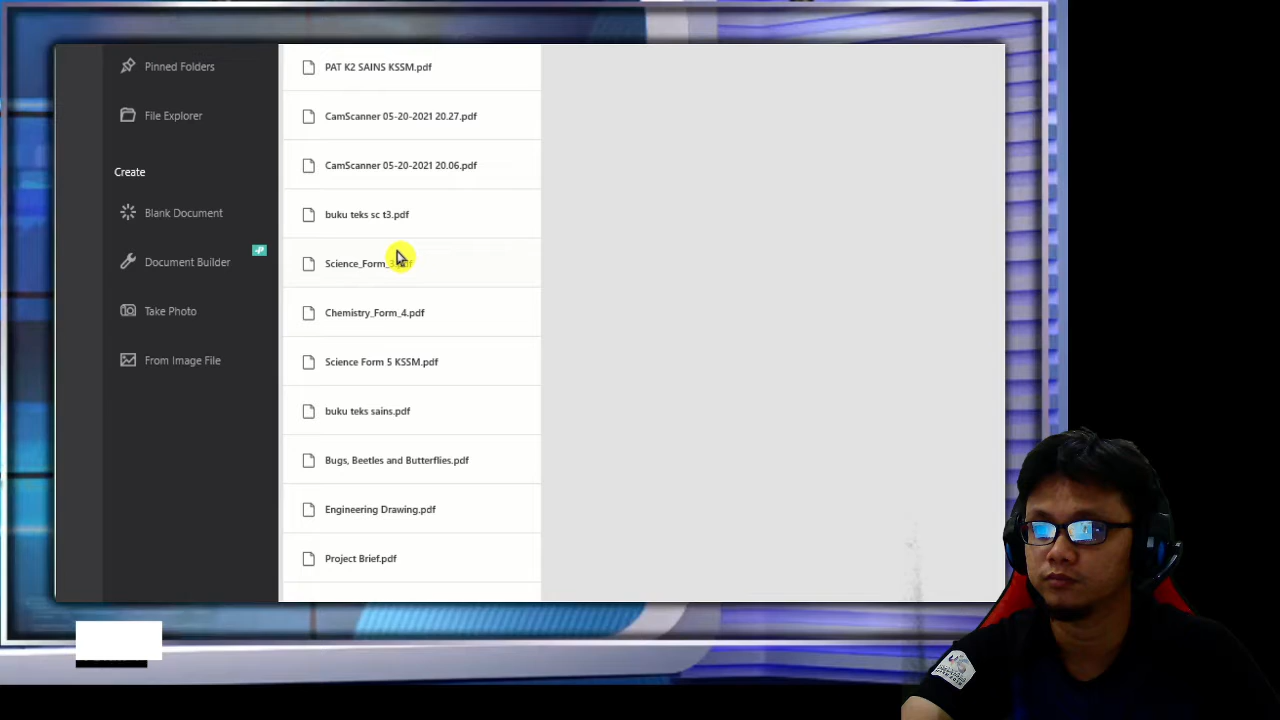 Pinned Folders
File Explorer
Create
Blank Document
Document Builder
Take Photo
From Image File
PAT K2 SAINS KSSM.pdf
CamScanner 05-20-2021 20.27.pdf
CamScanner 05-20-2021 20.06.pdf
buku teks sc t3.pdf
Science_Form_3.pdf
Chemistry_Form_4.pdf
Science Form 5 KSSM.pdf
buku teks sains.pdf
Bugs, Beetles and Butterflies.pdf
Engineering Drawing.pdf
Project Brief.pdf